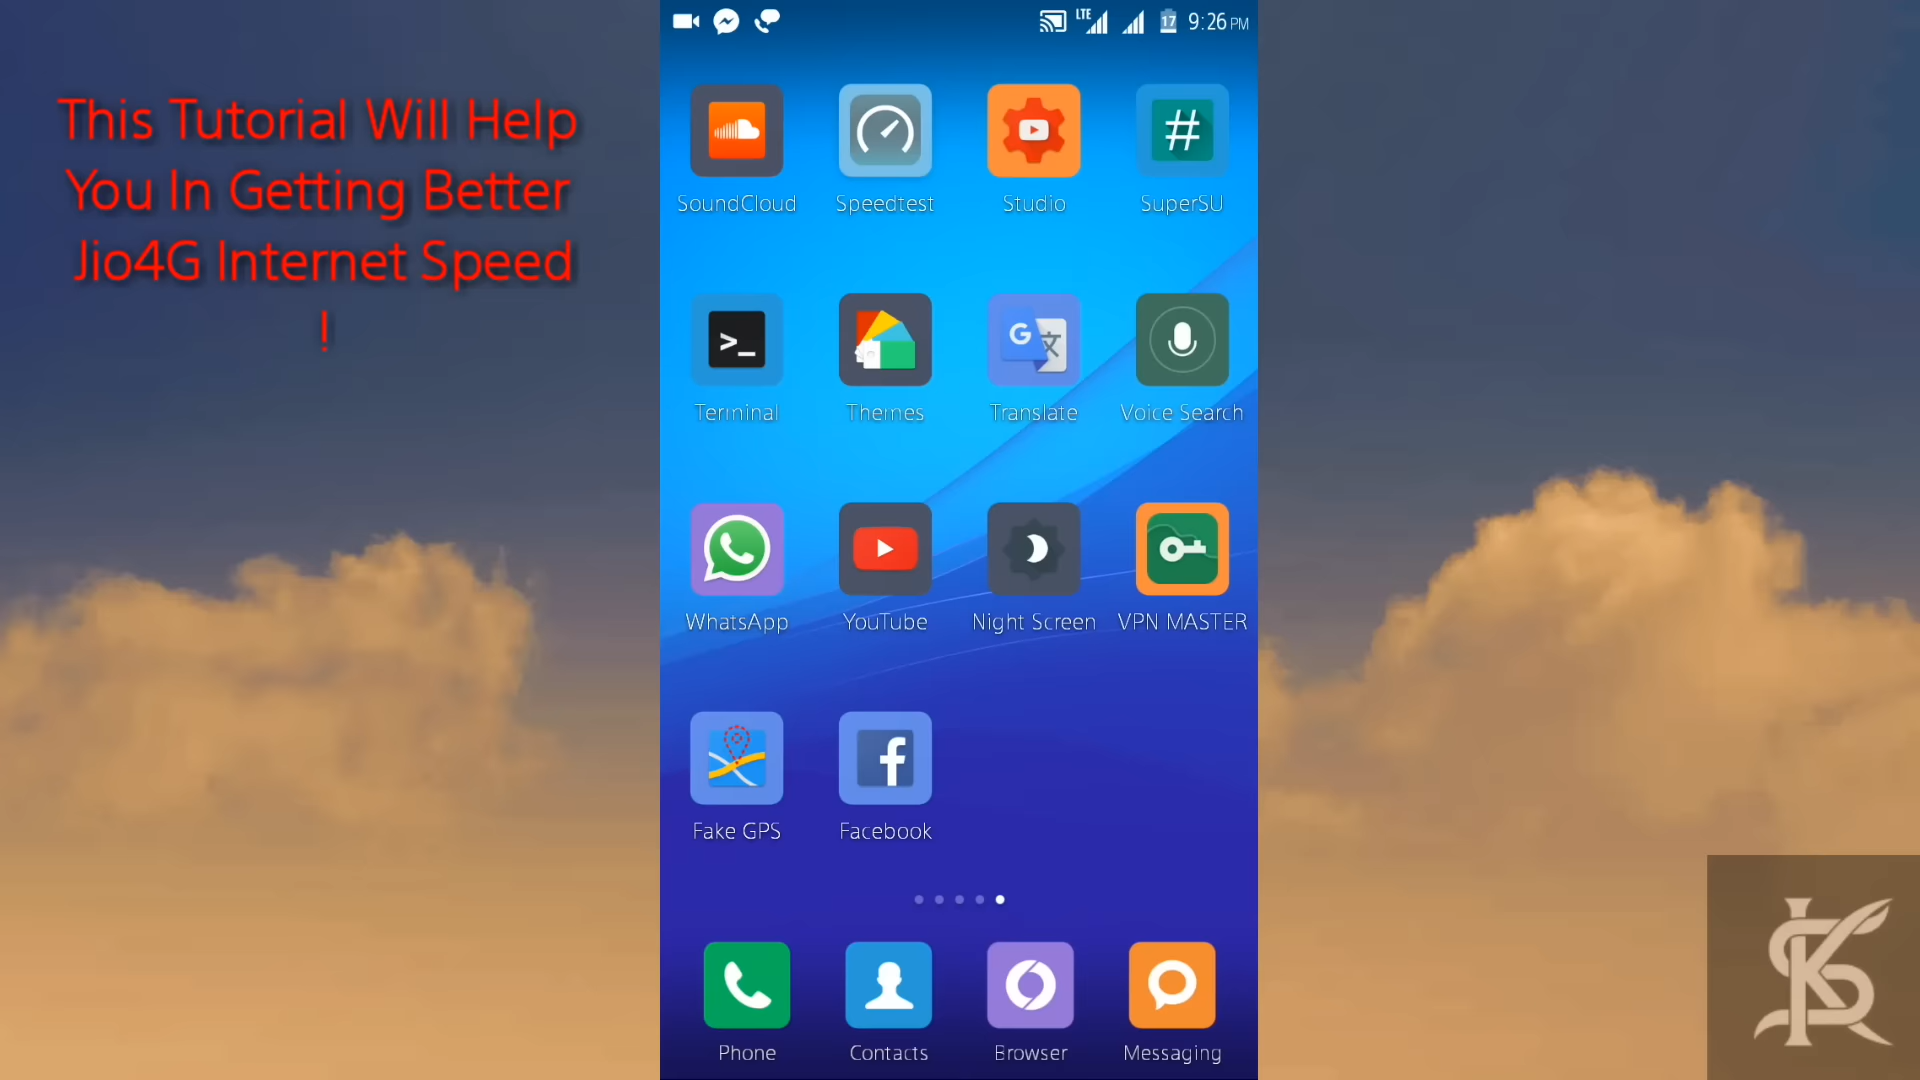 LTE 17 9:26 PM
This Tutorial Will Help
You In Getting Better
Jio4G Internet Speed
!
SoundCloud Speedtest Studio SuperSU
Terminal Themes Translate Voice Search
WhatsApp YouTube Night Screen VPN MASTER
Fake GPS Facebook
Phone Contacts Browser Messaging